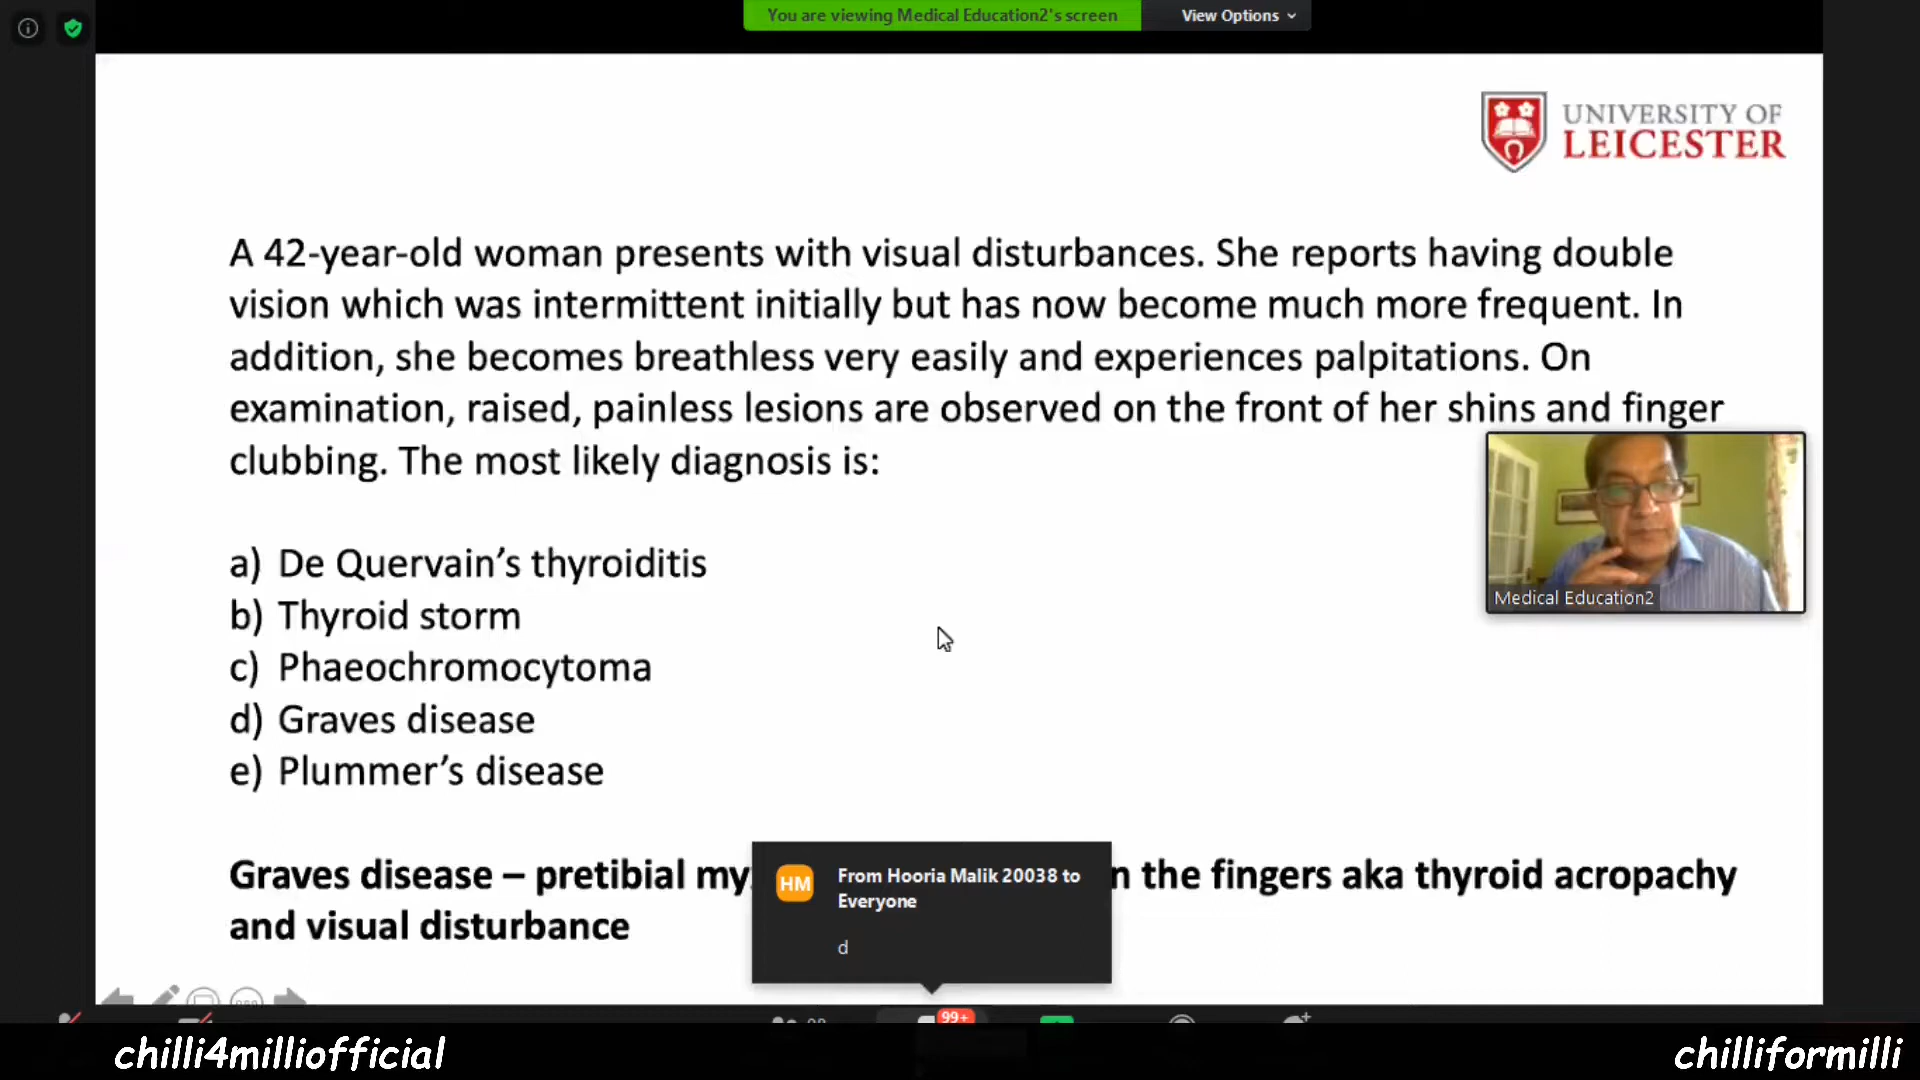 You are viewing Medical Education2's screen
View Options
UNIVERSITY OF
LEICESTER
A 42-year-old woman presents with visual disturbances. She reports having double
vision which was intermittent initially but has now become much more frequent. In
addition, she becomes breathless very easily and experiences palpitations. On
examination, raised, painless lesions are observed on the front of her shins and finger
clubbing. The most likely diagnosis is:
Medical Education2
a) De Quervain’s thyroiditis
b) Thyroid storm
c) Phaeochromocytoma
d) Graves disease
e) Plummer’s disease
Graves disease – pretibial the fingers aka thyroid acropachy
and visual disturbance
HM
From Hooria Malik 20038 to
Everyone
d
99+
chilli4milliofficial
chilliformilli